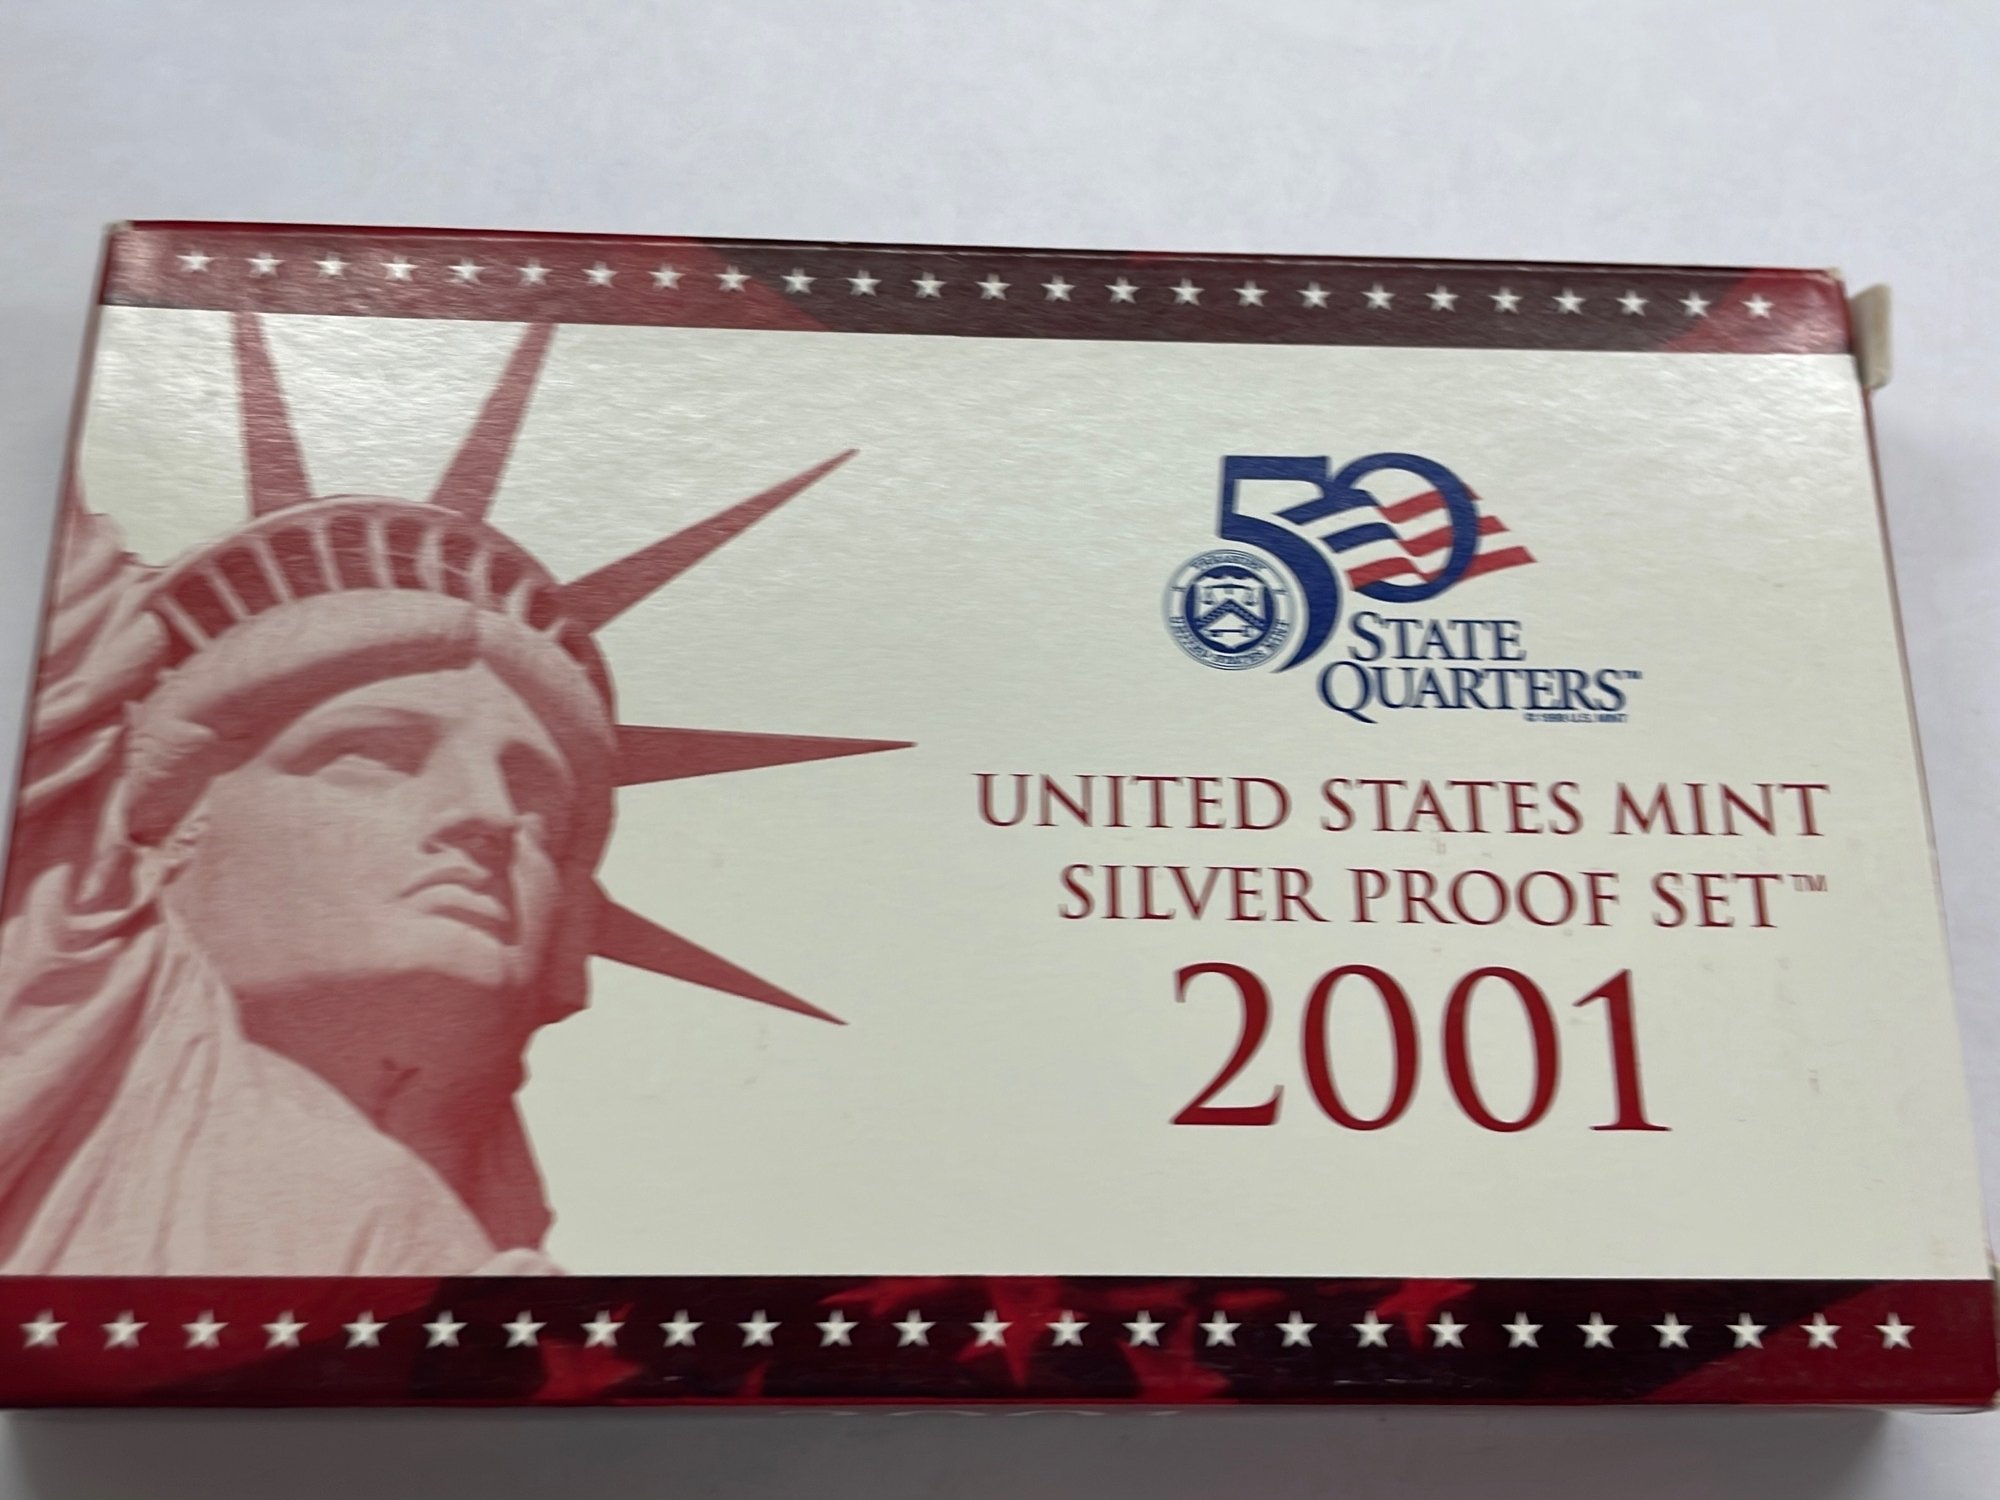 50
STATE
QUARTERS™
UNITED STATES MINT
SILVER PROOF SET™
2001